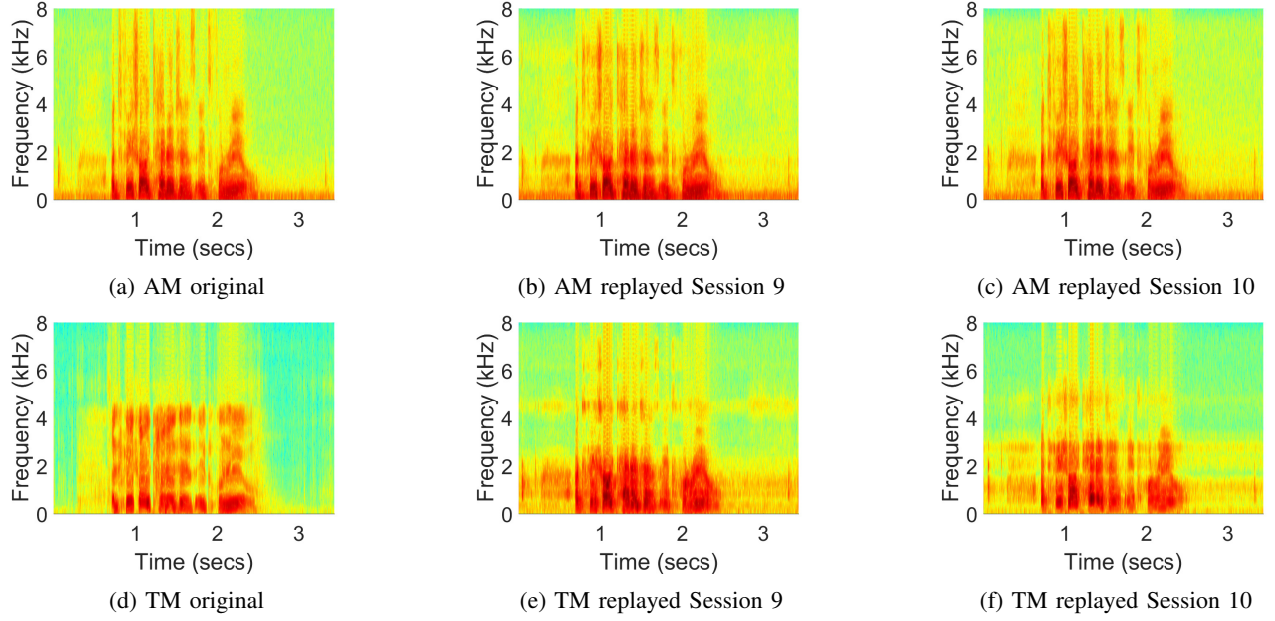 Frequency (kHz)
8
6
4
2
0
1 2 3
Time (secs)
(a) AM original
Frequency (kHz)
8
6
4
2
0
1 2 3
Time (secs)
(b) AM replayed Session 9
Frequency (kHz)
8
6
4
2
0
1 2 3
Time (secs)
(c) AM replayed Session 10
Frequency (kHz)
8
6
4
2
0
1 2 3
Time (secs)
(d) TM original
Frequency (kHz)
8
6
4
2
0
1 2 3
Time (secs)
(e) TM replayed Session 9
Frequency (kHz)
8
6
4
2
0
1 2 3
Time (secs)
(f) TM replayed Session 10